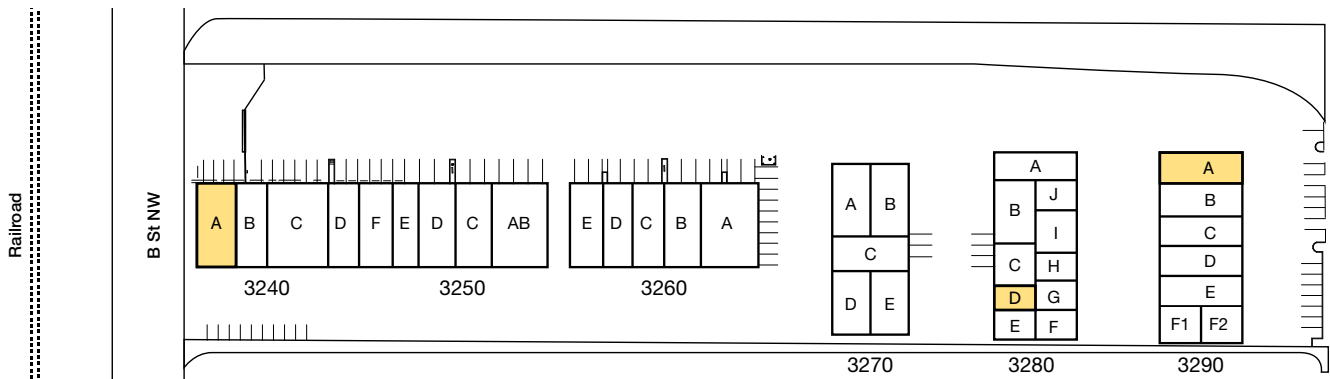 Railroad
B St NW
A B C D F E D C AB
3240 3250
E D C B A
3260
A B
C
D E
3270
A
B J
I
C H
D G
E F
3280
A
B
C
D
E
F1 F2
3290